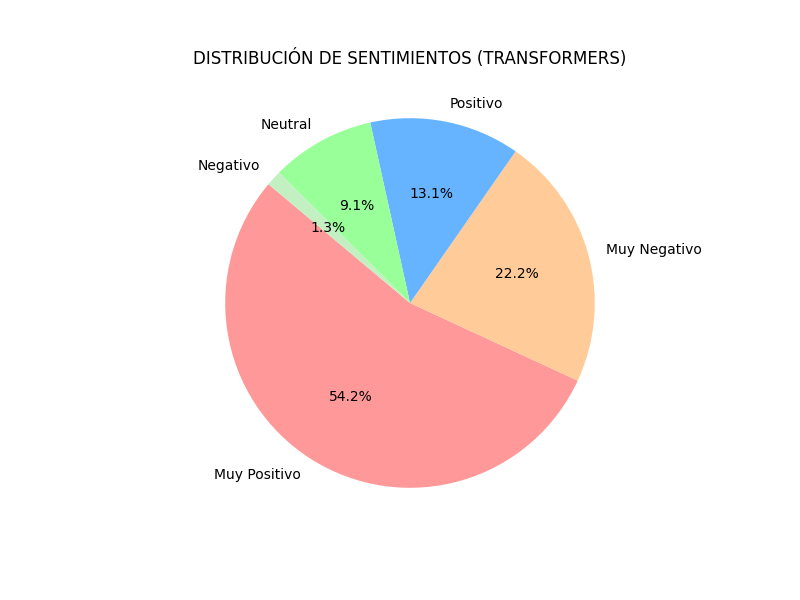 DISTRIBUCIÓN DE SENTIMIENTOS (TRANSFORMERS)
Positivo
Neutral
Negativo
13.1%
9.1%
1.3%
Muy Negativo
22.2%
54.2%
Muy Positivo